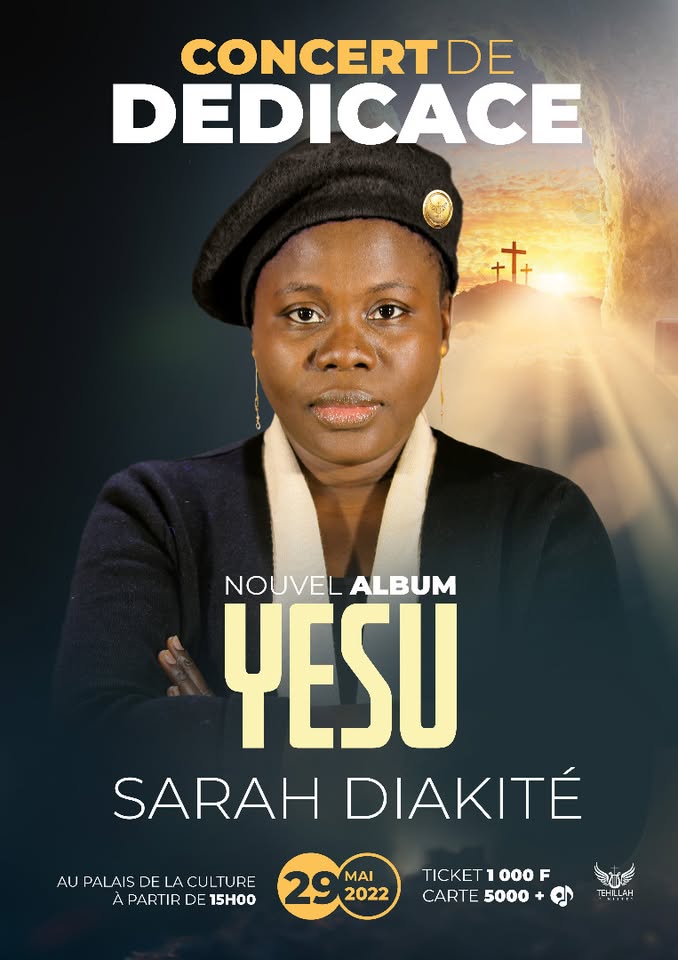 CONCERT DE
DEDICACE
NOUVEL ALBUM
YESU
SARAH DIAKITÉ
AU PALAIS DE LA CULTURE
À PARTIR DE 15H00
29 MAI
2022
TICKET 1 000 F
CARTE 5000 +
TEHILLAH